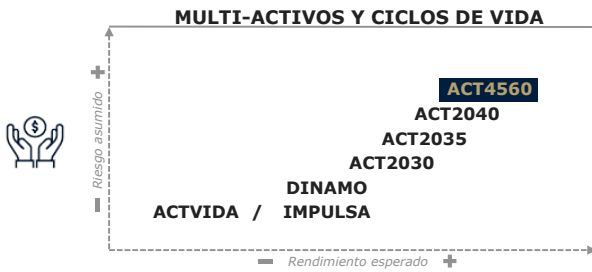 MULTI-ACTIVOS Y CICLOS DE VIDA
ACT4560
ACT2040
ACT2035
ACT2030
DINAMO
ACTVIDA / IMPULSA
Riesgo asumido
Rendimiento esperado
$